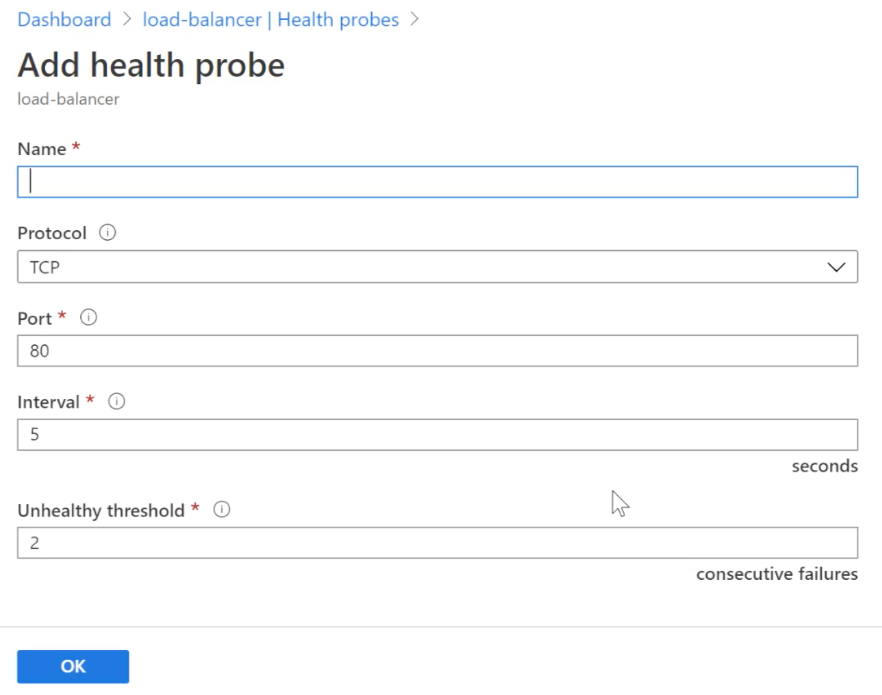 Dashboard > load-balancer | Health probes >
Add health probe
load-balancer
Name *
Protocol
TCP
Port *
80
Interval *
5
seconds
Unhealthy threshold *
2
consecutive failures
OK